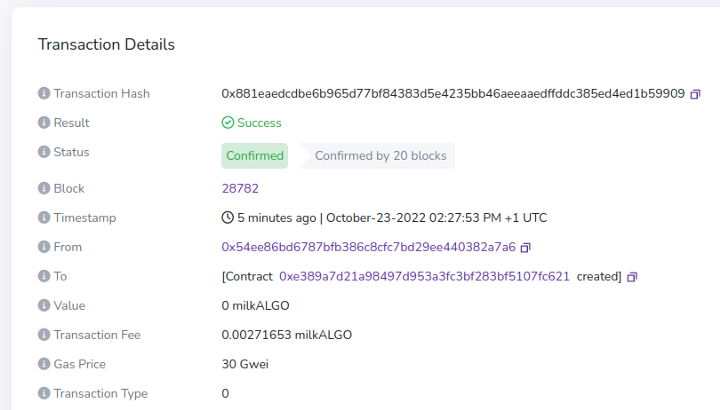 Transaction Details
Transaction Hash 0x881eaedcdbe6b965d77bf84383d5e4235bb46aeeaaedffddc385ed4ed1b59909
Result Success
Status Confirmed Confirmed by 20 blocks
Block 28782
Timestamp 5 minutes ago | October-23-2022 02:27:53 PM +1 UTC
From 0x54ee86bd6787bfb386c8cfc7bd29ee440382a7a6
To [Contract 0xe389a7d21a98497d953a3fc3bf283bf5107fc621 created]
Value 0 milkALGO
Transaction Fee 0.00271653 milkALGO
Gas Price 30 Gwei
Transaction Type 0